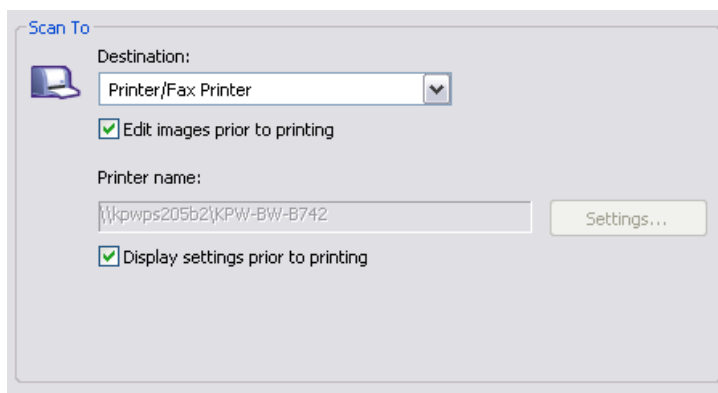 Scan To
Destination:
Printer/Fax Printer
Edit images prior to printing
Printer name:
\\kpwps205b2\KPW-BW-B742
Settings...
Display settings prior to printing